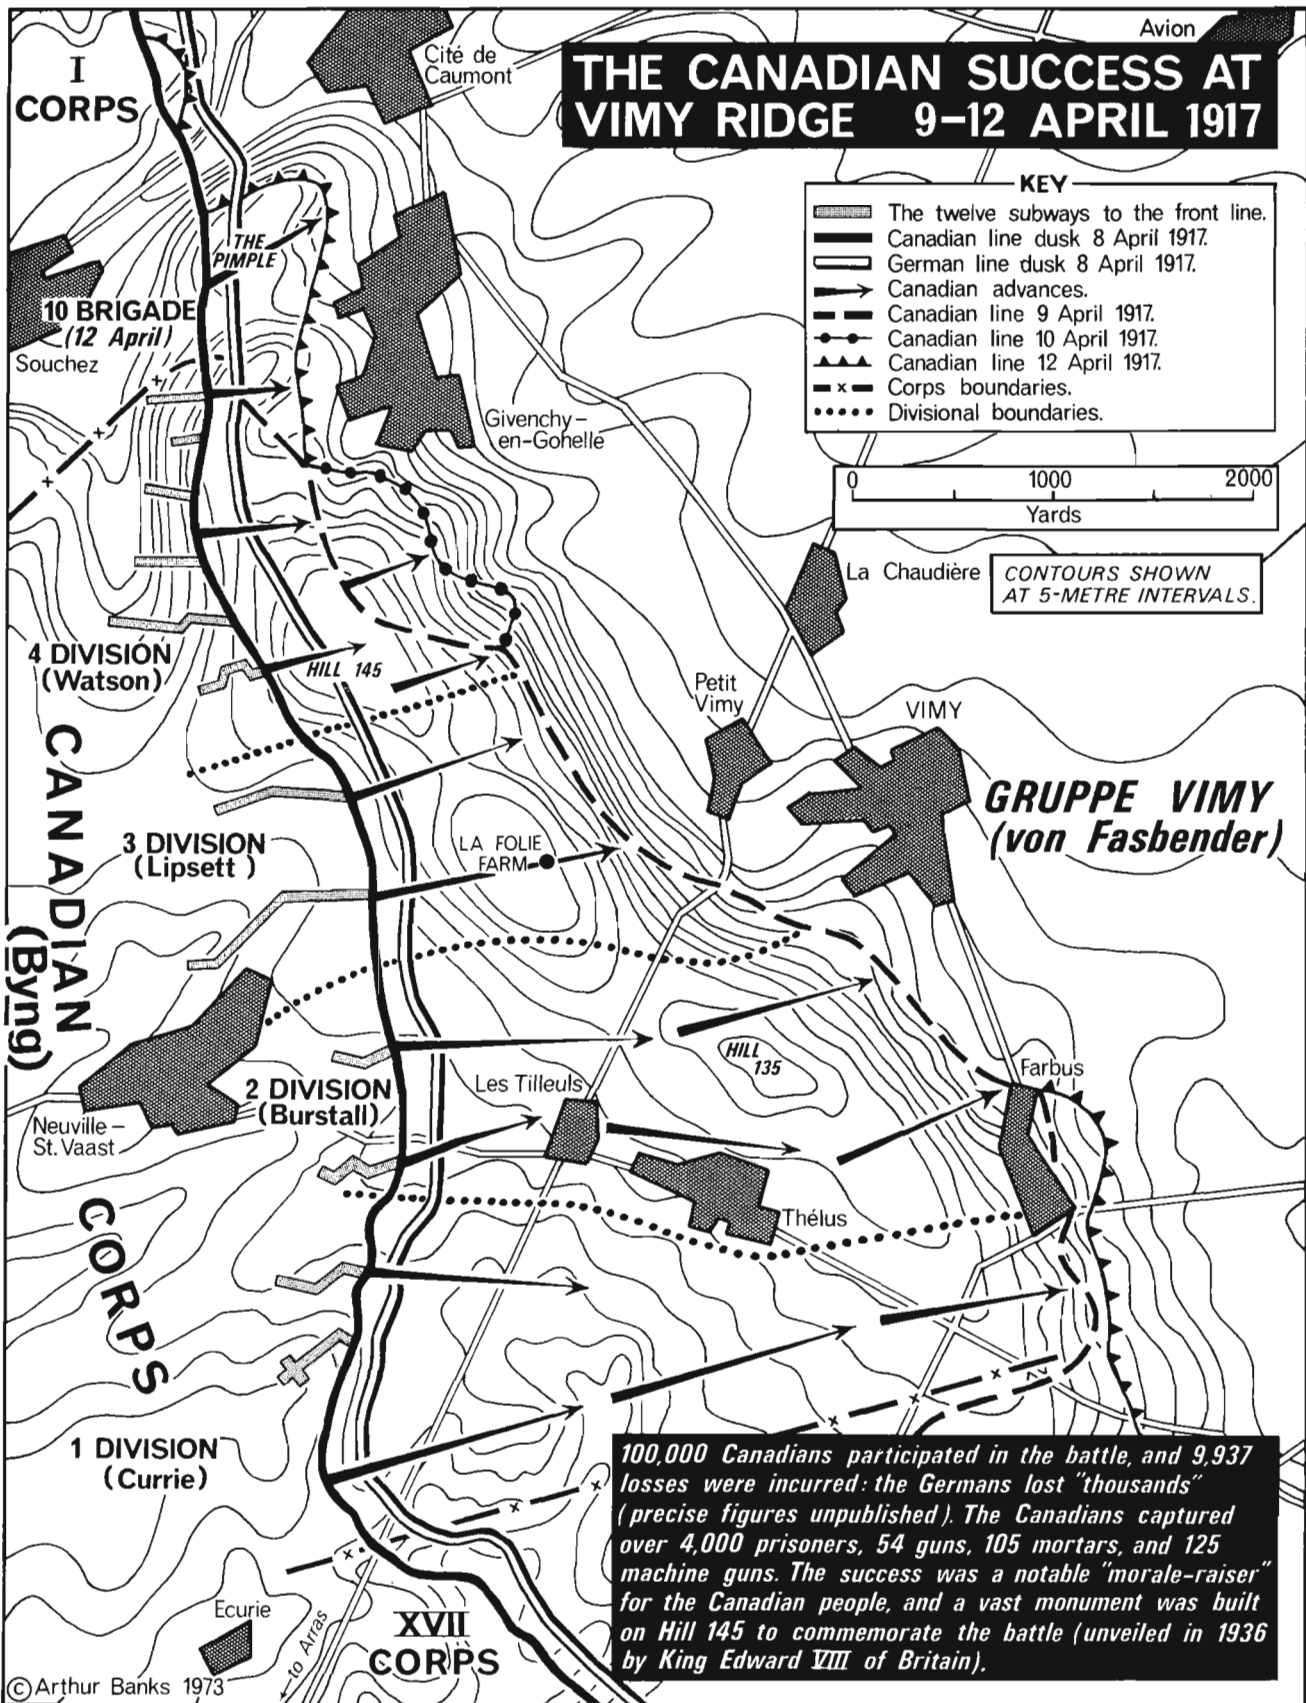 I
CORPS
Cité de
Caumont
Avion
THE CANADIAN SUCCESS AT
VIMY RIDGE 9–12 APRIL 1917
KEY
The twelve subways to the front line.
Canadian line dusk 8 April 1917.
German line dusk 8 April 1917.
Canadian advances.
Canadian line 9 April 1917.
Canadian line 10 April 1917.
Canadian line 12 April 1917.
Corps boundaries.
Divisional boundaries.
0 1000 2000
Yards
CONTOURS SHOWN
AT 5-METRE INTERVALS.
THE
PIMPLE
10 BRIGADE
(12 April)
Souchez
Givenchy–
en–Gohelle
La Chaudière
4 DIVISION
(Watson)
HILL 145
Petit
Vimy
VIMY
GRUPPE VIMY
(von Fasbender)
CANADIAN
(Byng)
CORPS
3 DIVISION
(Lipsett)
LA FOLIE
FARM
2 DIVISION
(Burstall)
Neuville–
St. Vaast
Les Tilleuls
HILL
135
Farbus
Thélus
1 DIVISION
(Currie)
Ecurie
to Arras
XVII
CORPS
100,000 Canadians participated in the battle, and 9,937
losses were incurred: the Germans lost "thousands"
(precise figures unpublished). The Canadians captured
over 4,000 prisoners, 54 guns, 105 mortars, and 125
machine guns. The success was a notable "morale-raiser"
for the Canadian people, and a vast monument was built
on Hill 145 to commemorate the battle (unveiled in 1936
by King Edward VIII of Britain).
© Arthur Banks 1973